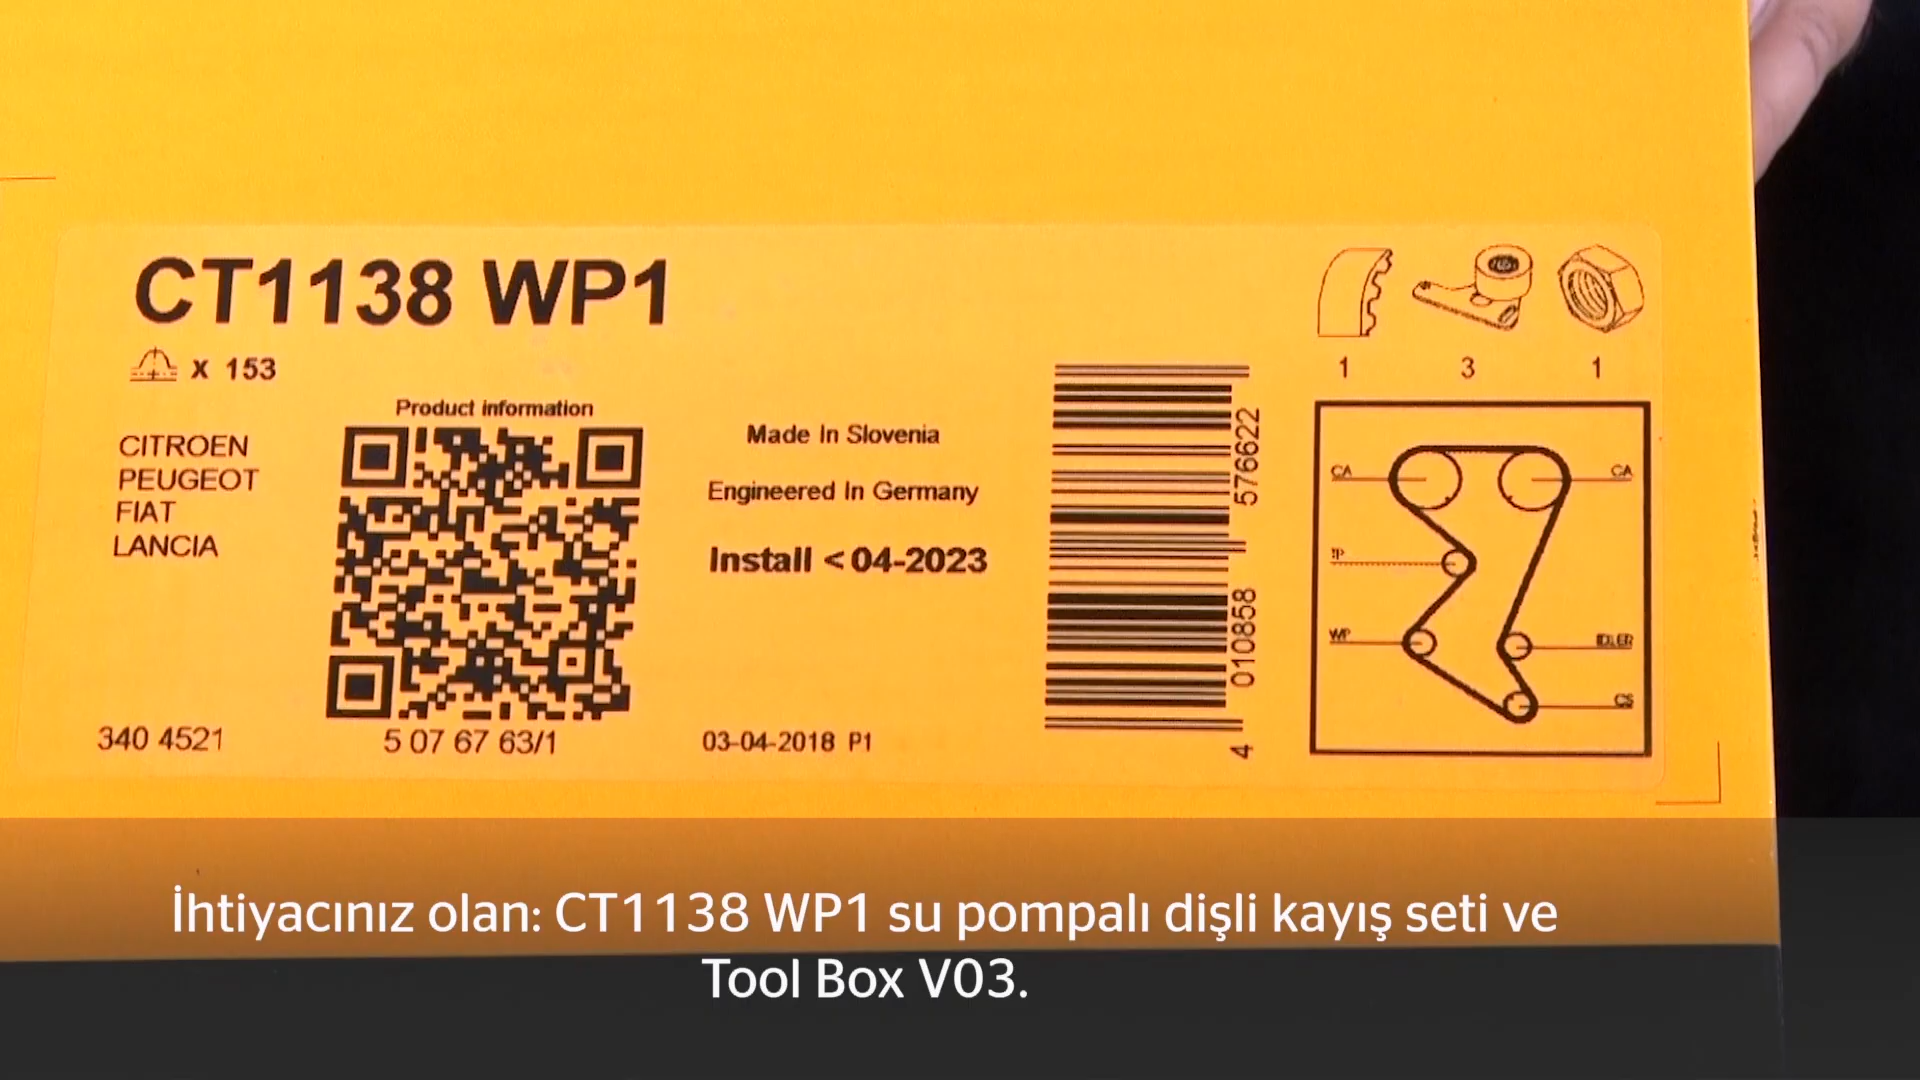 CT1138 WP1
x 153
1
3
1
Product information
CITROEN
PEUGEOT
FIAT
LANCIA
Made In Slovenia
Engineered In Germany
Install < 04-2023
4 010858 576622
CA
CA
TP
WP
IDLER
CS
340 4521
5 07 67 63/1
03-04-2018 P1
İhtiyacınız olan: CT1138 WP1 su pompalı dişli kayış seti ve
Tool Box V03.